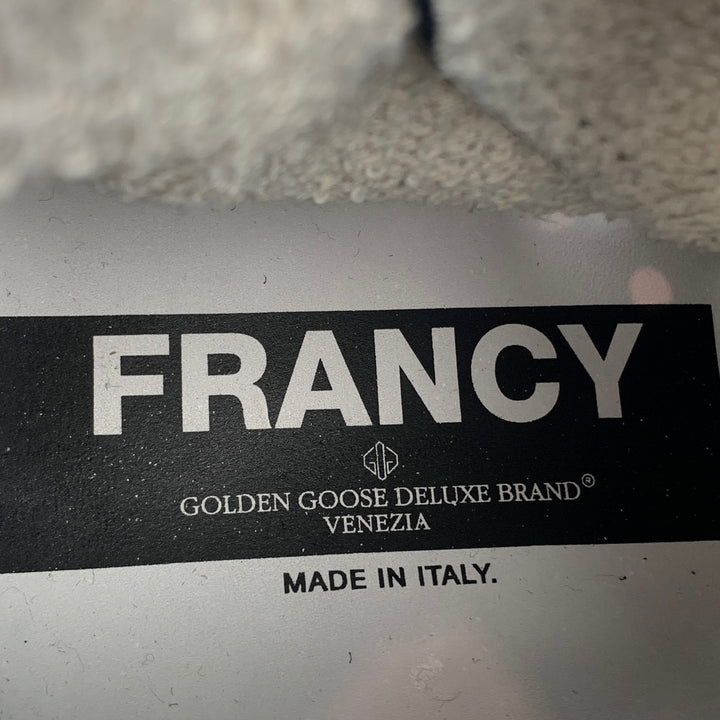 FRANCY
GOLDEN GOOSE DELUXE BRAND®
VENEZIA
MADE IN ITALY.